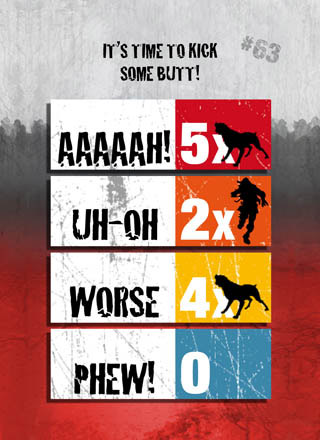 IT'S TIME TO KICK
SOME BUTT!
#63
AAAAAH! 5x
UH-OH 2x
WORSE 4x
PHEW! 0